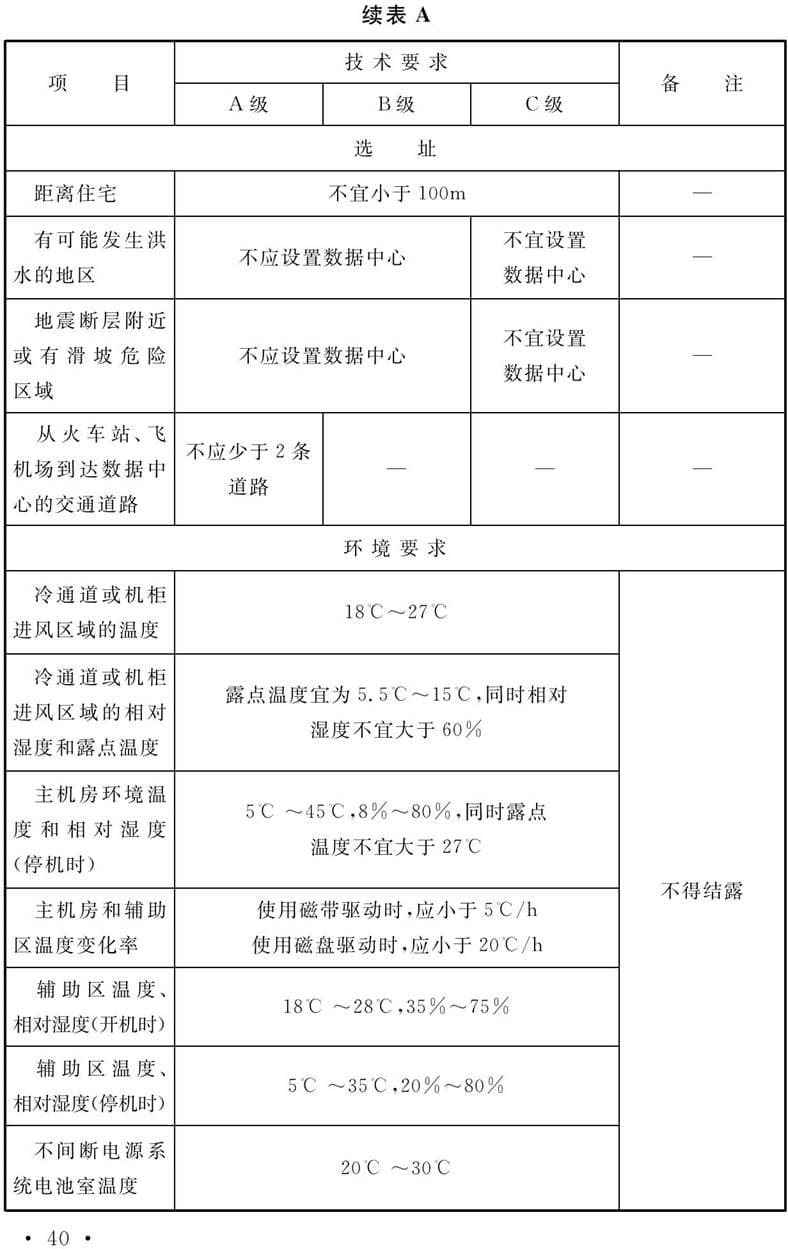 续表 A
项 目
技 术 要 求
备 注
A 级
B 级
C 级
选 址
距离住宅
不宜小于 100m
—
有可能发生洪
水的地区
不应设置数据中心
不宜设置
数据中心
—
地震断层附近
或有滑坡危险
区域
不应设置数据中心
不宜设置
数据中心
—
从火车站、飞
机场到达数据中
心的交通道路
不应少于 2 条
道路
—
—
—
环 境 要 求
冷通道或机柜
进风区域的温度
18℃～27℃
冷通道或机柜
进风区域的相对
湿度和露点温度
露点温度宜为 5.5℃～15℃,同时相对
湿度不宜大于 60%
主机房环境温
度和相对湿度
(停机时)
5℃ ～45℃,8%～80%,同时露点
温度不宜大于 27℃
主机房和辅助
区温度变化率
使用磁带驱动时,应小于 5℃/h
使用磁盘驱动时,应小于 20℃/h
辅助区温度、
相对湿度(开机时)
18℃ ～28℃,35%～75%
辅助区温度、
相对湿度(停机时)
5℃ ～35℃,20%～80%
不间断电源系
统电池室温度
20℃ ～30℃
不得结露
• 40 •